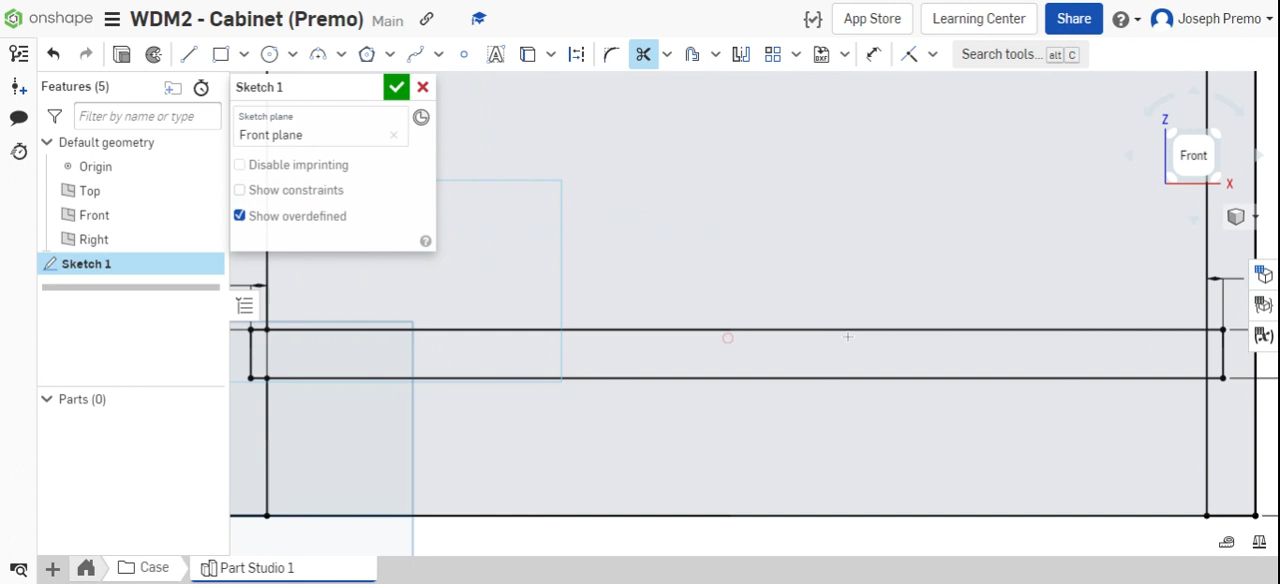 onshape WDM2 - Cabinet (Premo) Main App Store Learning Center Share Joseph Premo
Search tools... alt C
Features (5)
Filter by name or type
Default geometry
Origin
Top
Front
Right
Sketch 1
Parts (0)
Sketch 1
Sketch plane
Front plane
Disable imprinting
Show constraints
Show overdefined
Z
Front
X
Case
Part Studio 1